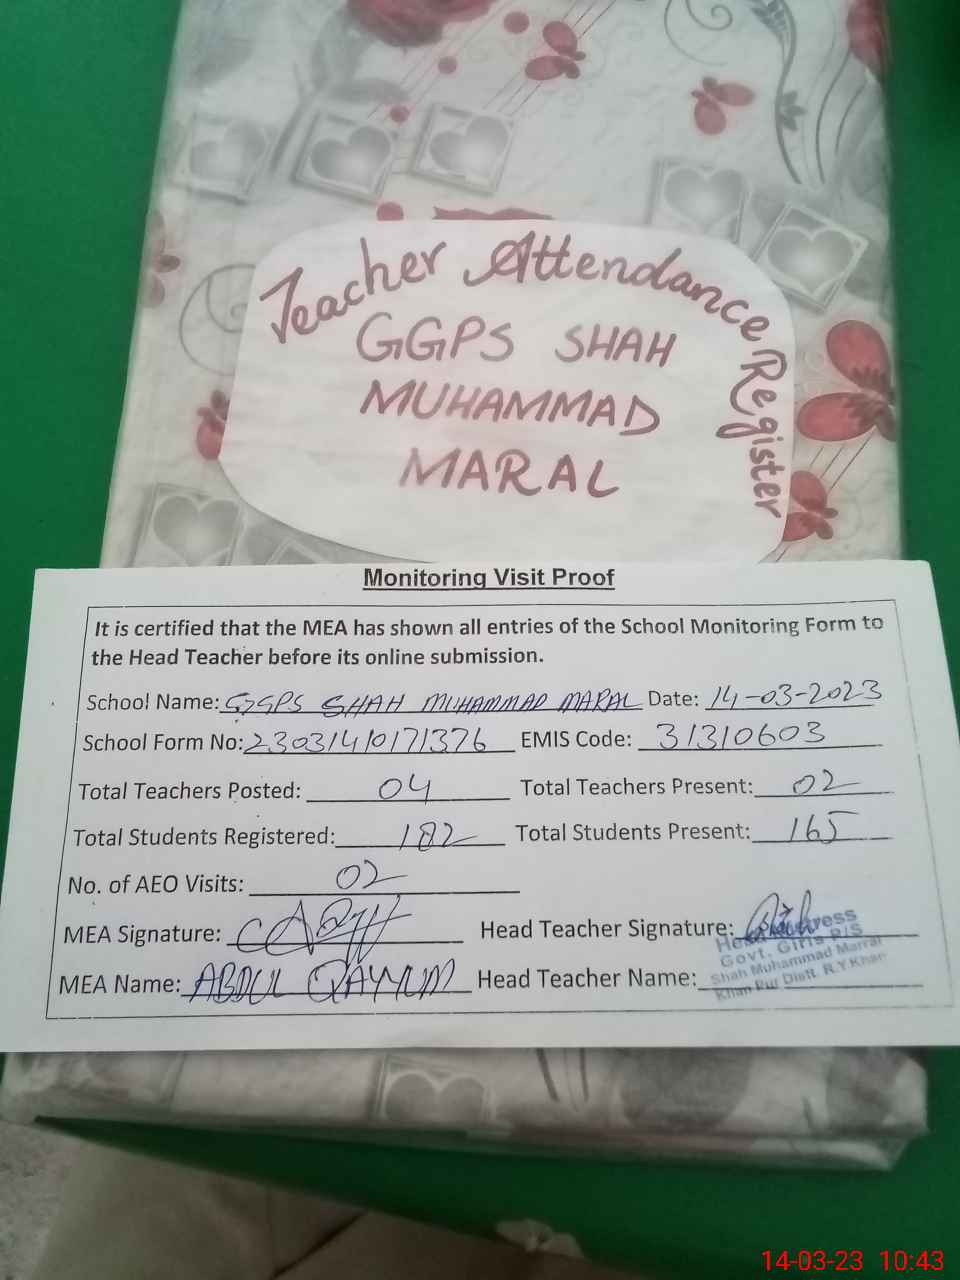 Teacher Attendance Register
GGPS SHAH
MUHAMMAD
MARAL
Monitoring Visit Proof
It is certified that the MEA has shown all entries of the School Monitoring Form to
the Head Teacher before its online submission.
School Name: GGPS SHAH MUHAMMAD MARAL Date: 14-03-2023
School Form No: 23031410171376 EMIS Code: 31310603
Total Teachers Posted: 04 Total Teachers Present: 02
Total Students Registered: 182 Total Students Present: 165
No. of AEO Visits: 02
MEA Signature: Head Teacher Signature:
Headmistress
Govt. Girls P/S
Shah Muhammad Marral
Khan Pur Distt. R.Y.Khan
MEA Name: ABDUL QAYYUM Head Teacher Name:
14-03-23 10:43